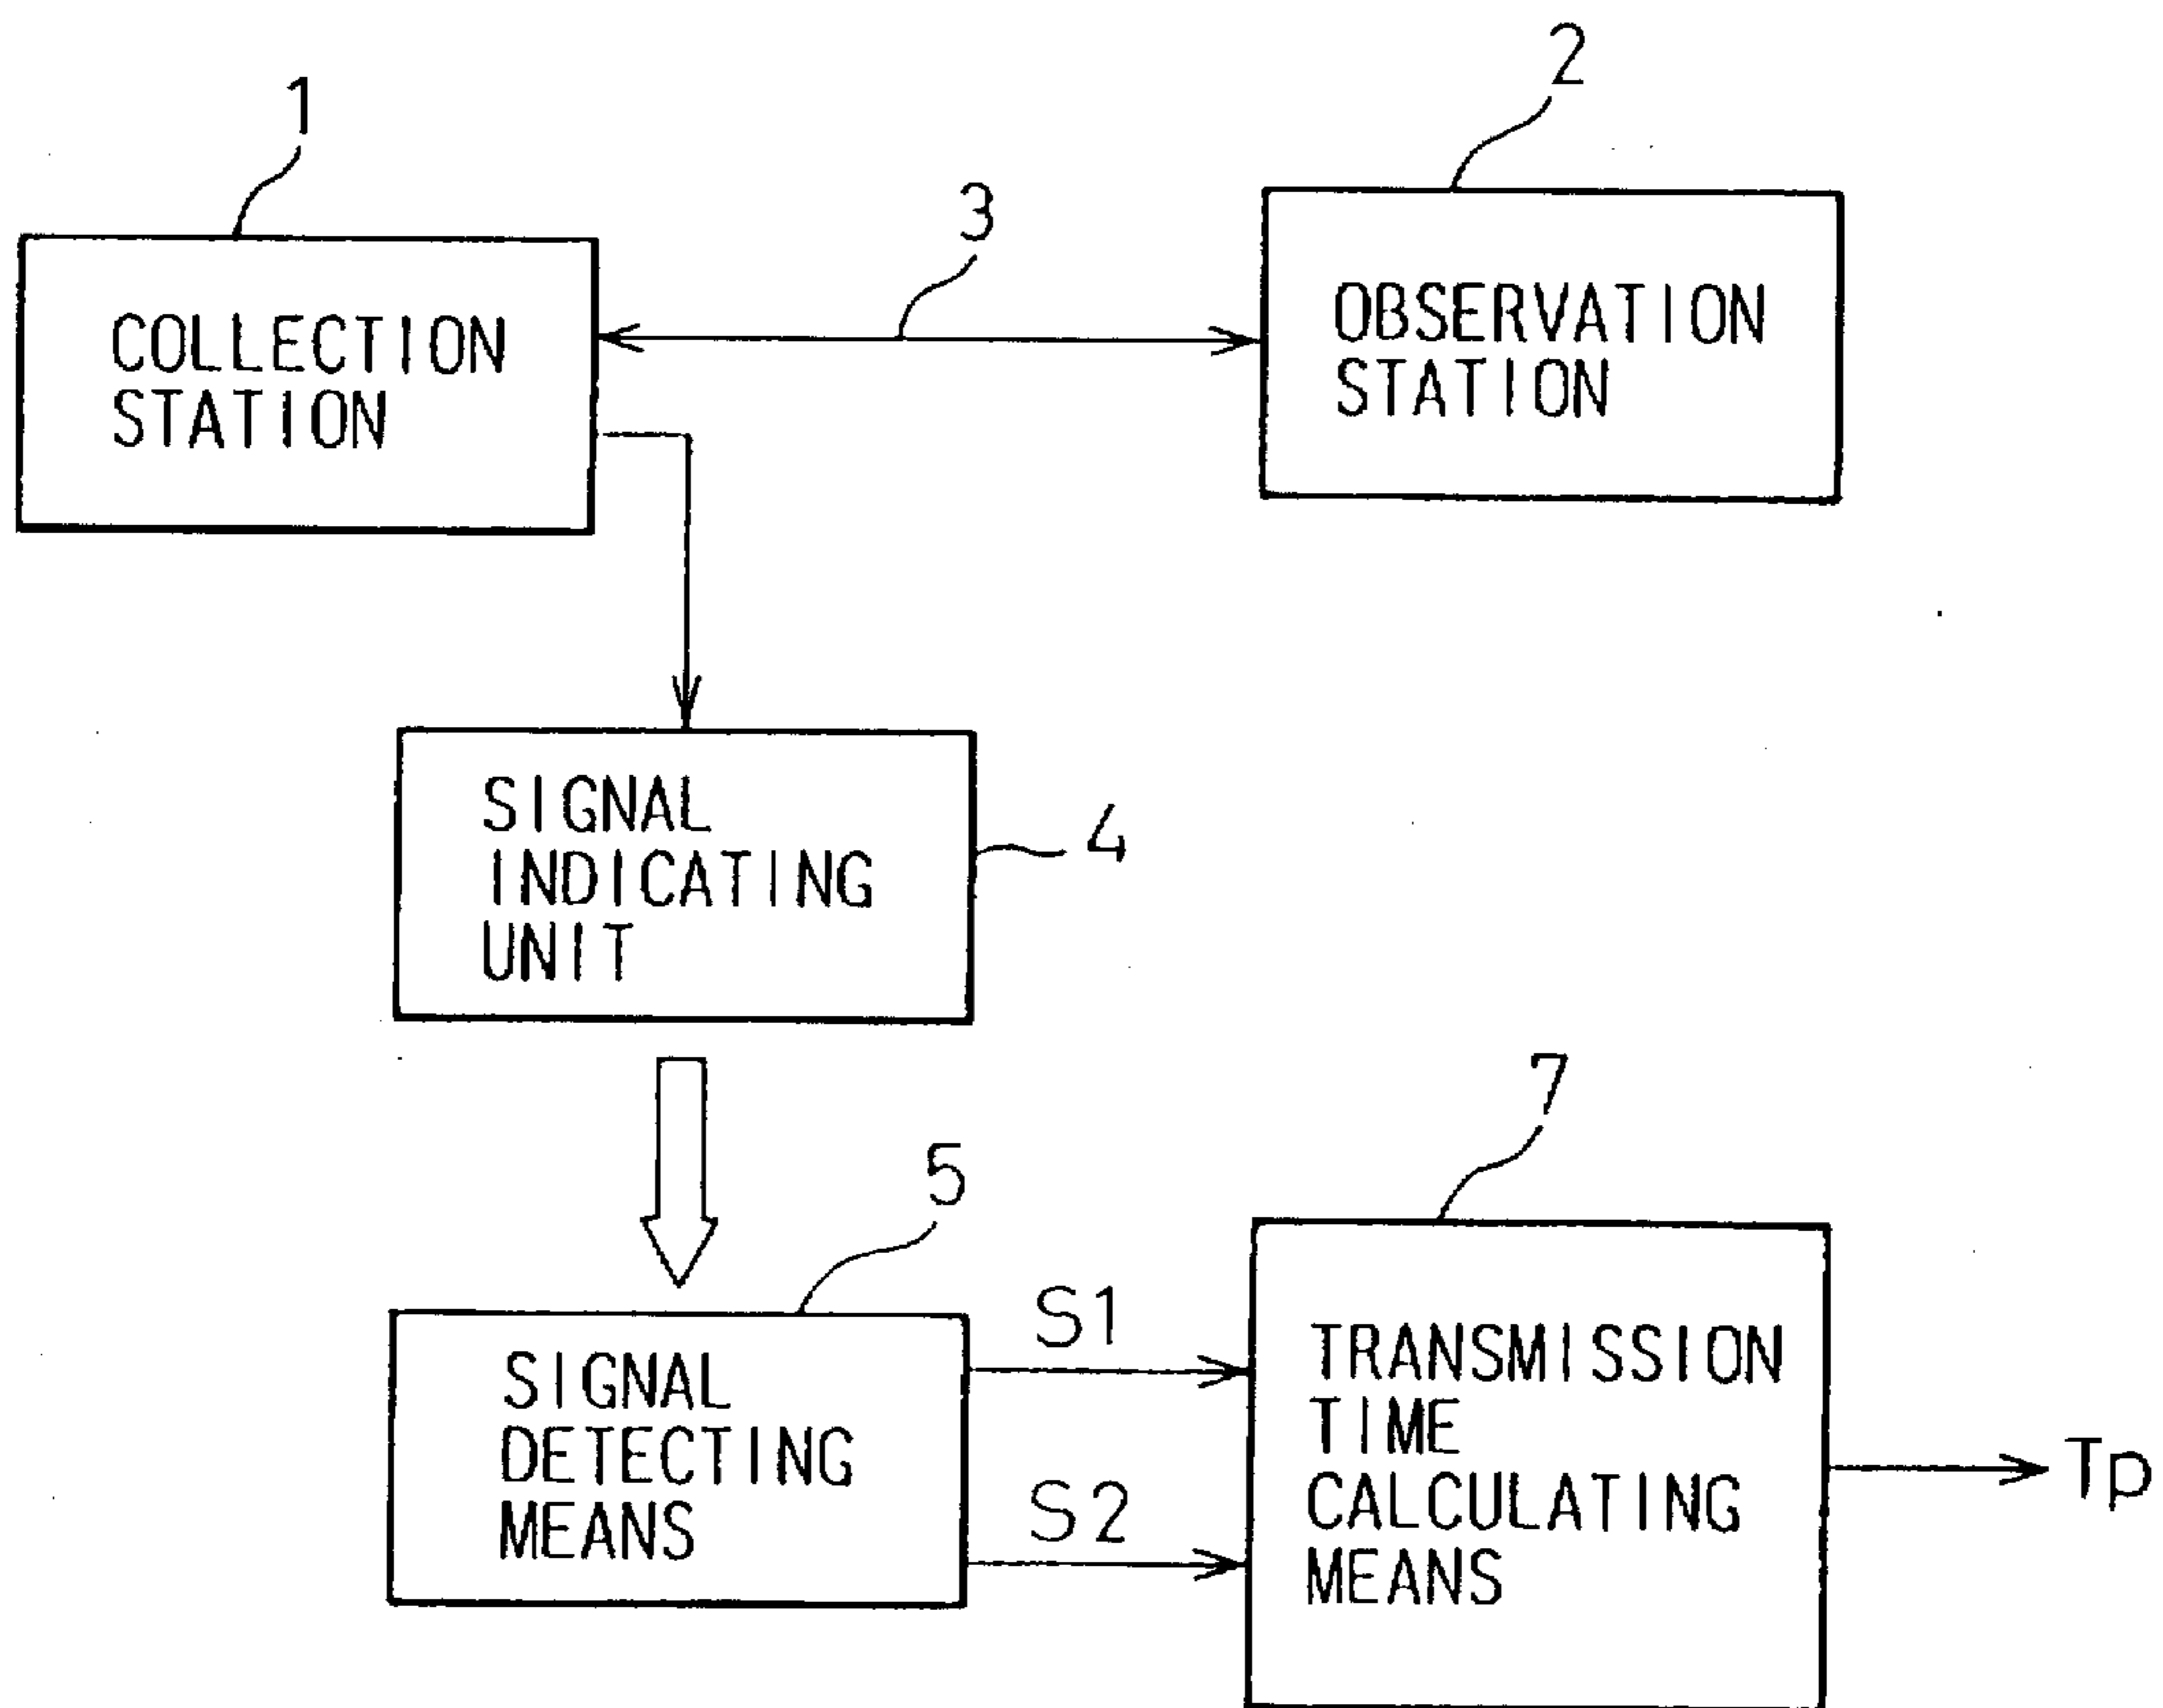 1
2
3
COLLECTION
STATION
OBSERVATION
STATION
SIGNAL
INDICATING
UNIT
4
5
7
SIGNAL
DETECTING
MEANS
S1
S2
TRANSMISSION
TIME
CALCULATING
MEANS
Tp